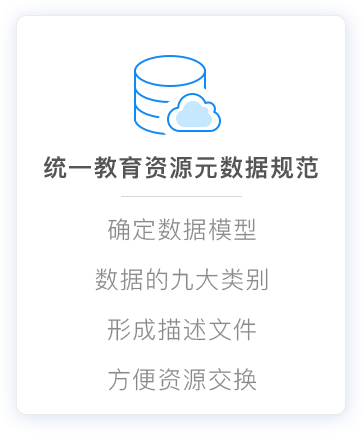 统一教育资源元数据规范
确定数据模型
数据的九大类别
形成描述文件
方便资源交换